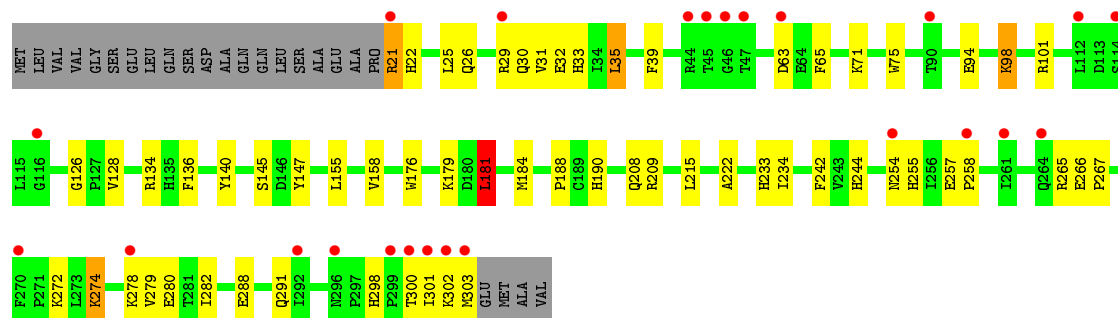 MET LEU VAL VAL GLY SER GLU LEU LEU GLN SER ASP ALA GLN GLN LEU SER ALA GLU ALA PRO R21 H22 L25 Q26 R29 Q30 V31 E32 H33 I34 L35 F39 R44 T45 G46 T47 D63 E64 F65 K71 W75 T90 E94 K98 R101 L112 D113 S114
L115 G116 G126 P127 V128 R134 H135 F136 Y140 S145 D146 Y147 L155 V158 W176 K179 D180 L181 M184 P188 C189 H190 Q208 R209 L215 A222 H233 I234 F242 V243 H244 N254 H255 I256 E257 P258 I261 Q264 R265 E266 P267
F270 P271 K272 L273 K274 K278 V279 E280 T281 I282 E288 Q291 I292 N296 P297 H298 P299 T300 I301 K302 M303 GLU MET ALA VAL